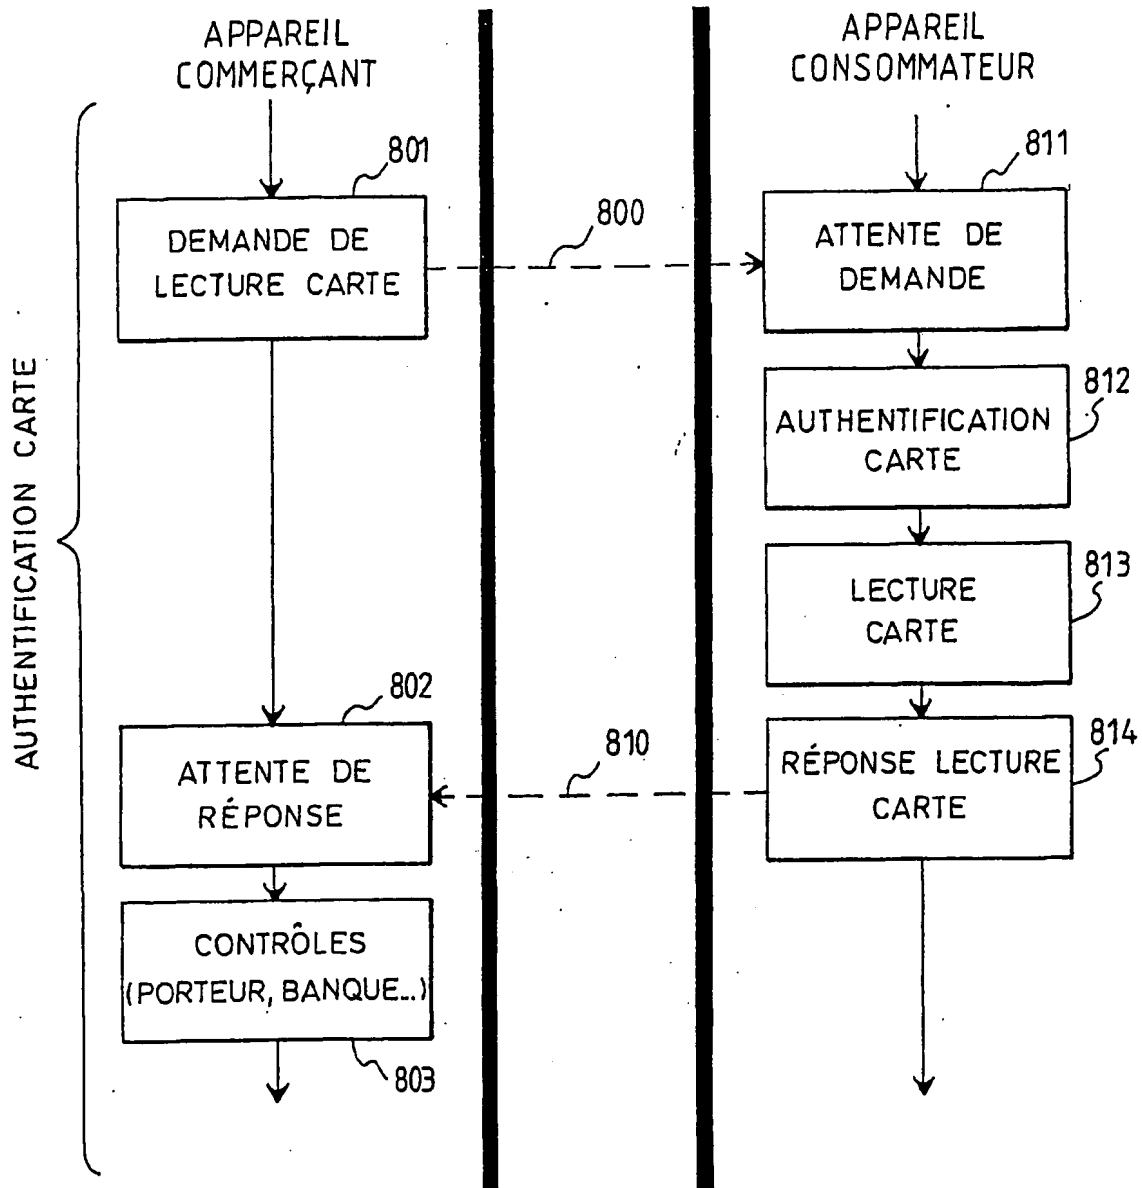 APPAREIL
COMMERÇANT
APPAREIL
CONSOMMATEUR
801
DEMANDE DE
LECTURE CARTE
800
811
ATTENTE DE
DEMANDE
812
AUTHENTIFICATION
CARTE
813
LECTURE
CARTE
AUTHENTIFICATION CARTE
802
ATTENTE DE
RÉPONSE
810
814
RÉPONSE LECTURE
CARTE
CONTRÔLES
(PORTEUR, BANQUE...)
803